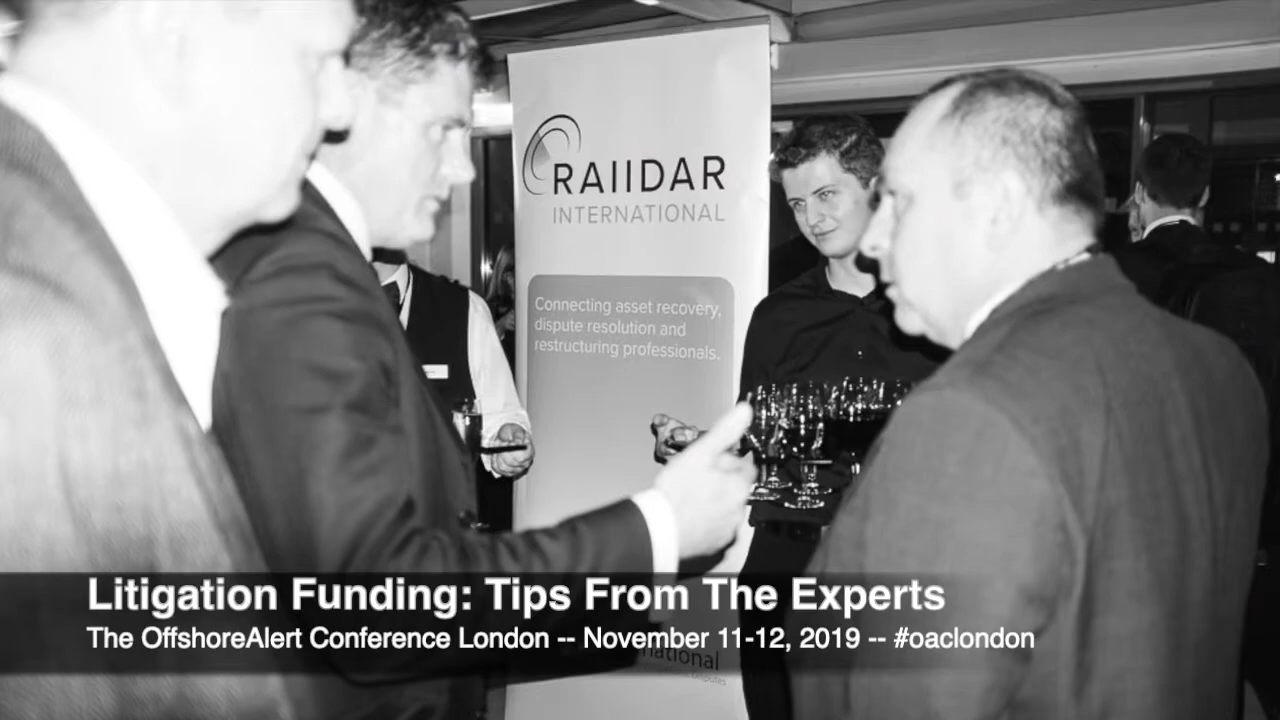 RAIIDAR
INTERNATIONAL
Connecting asset recovery,
dispute resolution and
restructuring professionals.
Litigation Funding: Tips From The Experts
The OffshoreAlert Conference London -- November 11-12, 2019 -- #oaclondon